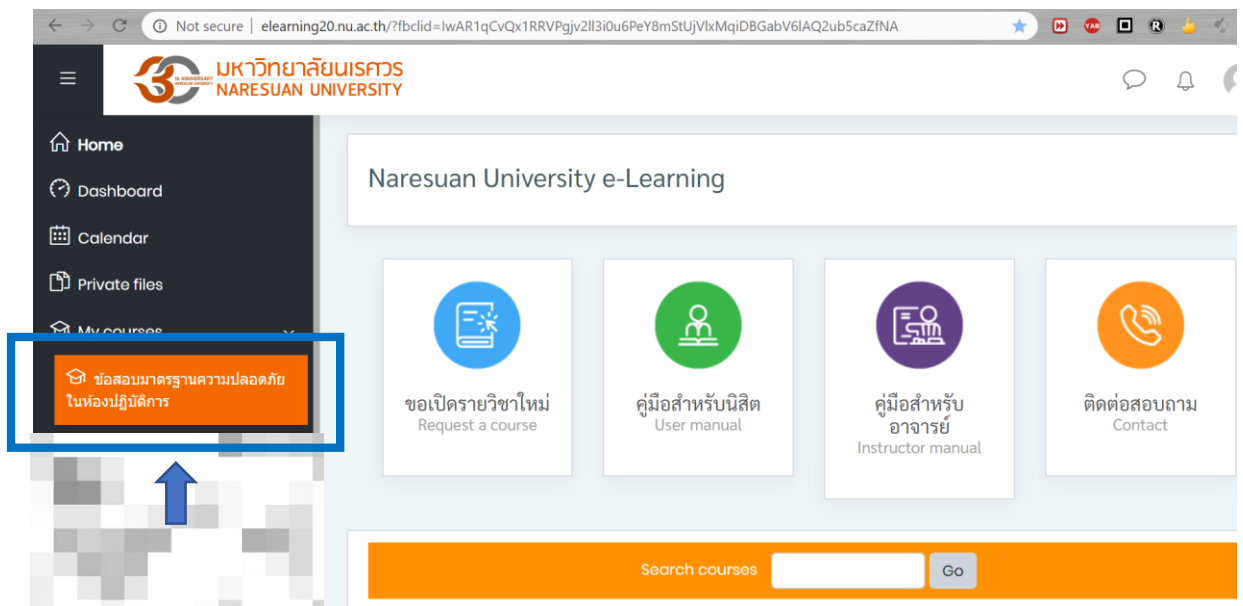 Not secure | elearning20.nu.ac.th/?fbclid=IwAR1qCvQx1RRVPgjv2lI3i0u6PeY8mStUjVlxMqiDBGabV6lAQ2ub5caZfNA
มหาวิทยาลัยนเรศวร
NARESUAN UNIVERSITY
Home
Dashboard
Calendar
Private files
My courses
ข้อสอบมาตรฐานความปลอดภัย
ในห้องปฏิบัติการ
Naresuan University e-Learning
ขอเปิดรายวิชาใหม่
Request a course
คู่มือสำหรับนิสิต
User manual
คู่มือสำหรับ
อาจารย์
Instructor manual
ติดต่อสอบถาม
Contact
Search courses
Go